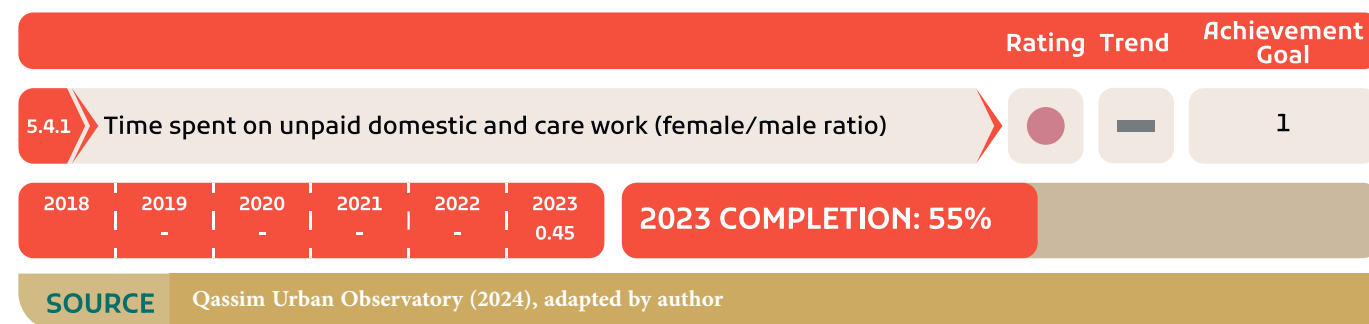 Rating Trend Achievement Goal
5.4.1 Time spent on unpaid domestic and care work (female/male ratio) 1
2018 2019 2020 2021 2022 2023
- - - - 0.45
2023 COMPLETION: 55%
SOURCE Qassim Urban Observatory (2024), adapted by author